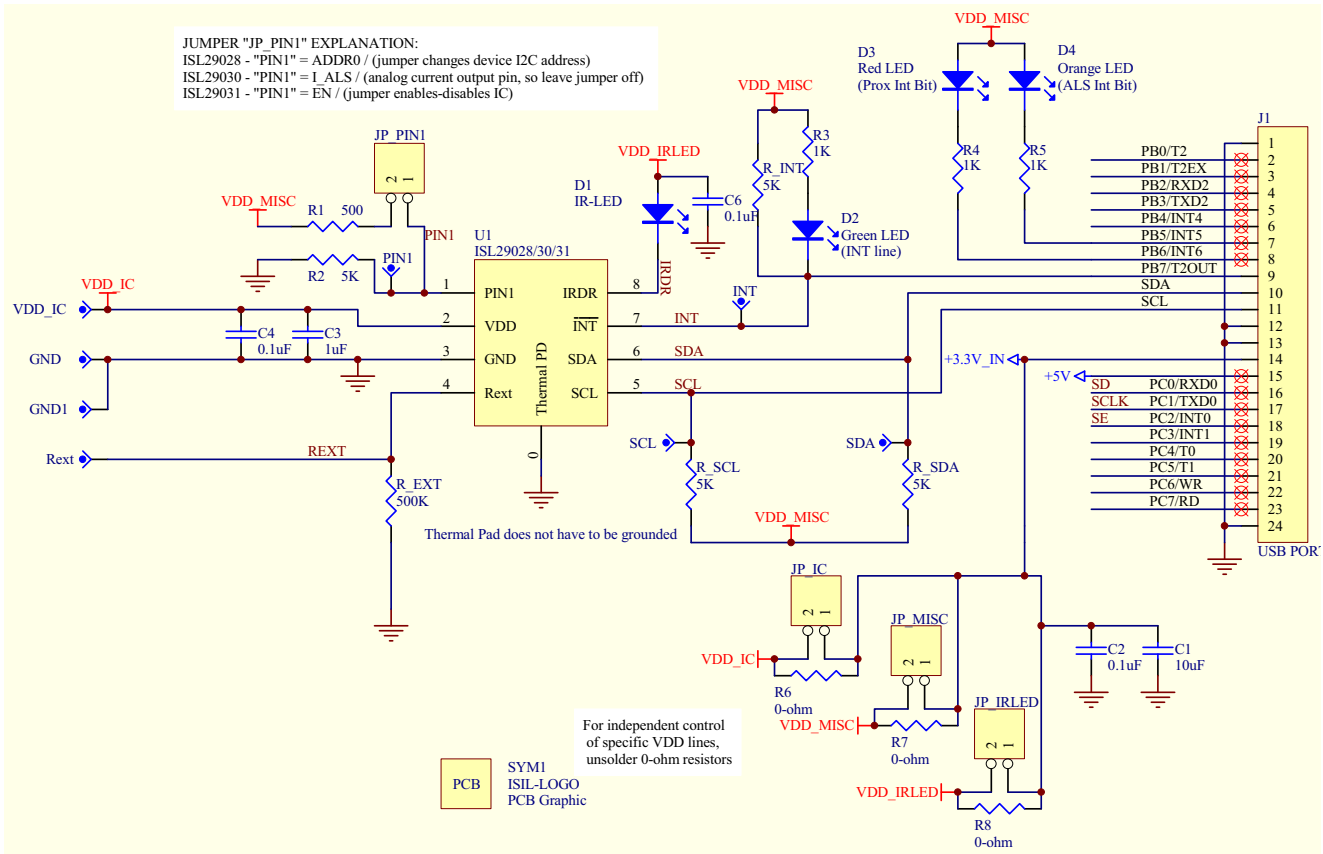 JUMPER "JP_PIN1" EXPLANATION:
ISL29028 - "PIN1" = ADDR0 / (jumper changes device I2C address)
ISL29030 - "PIN1" = I_ALS / (analog current output pin, so leave jumper off)
ISL29031 - "PIN1" = EN / (jumper enables-disables IC)
VDD_MISC
D3
Red LED
(Prox Int Bit)
D4
Orange LED
(ALS Int Bit)
R4
1K
R5
1K
VDD_MISC
R3
1K
R_INT
5K
D2
Green LED
(INT line)
VDD_IRLED
D1
IR-LED
C6
0.1uF
IRDR
JP_PIN1
2
1
VDD_MISC
R1
500
PIN1
R2
5K
PIN1
VDD_IC
VDD_IC
C4
0.1uF
C3
1uF
GND
GND1
Rext
REXT
R_EXT
500K
U1
ISL29028/30/31
1
PIN1
2
VDD
3
GND
4
Rext
Thermal PD
0
IRDR
8
INT
7
SDA
6
SCL
5
INT
INT
SDA
SCL
SCL
SDA
R_SCL
5K
R_SDA
5K
VDD_MISC
Thermal Pad does not have to be grounded
J1
PB0/T2
PB1/T2EX
PB2/RXD2
PB3/TXD2
PB4/INT4
PB5/INT5
PB6/INT6
PB7/T2OUT
SDA
SCL
+3.3V_IN
+5V
SD
PC0/RXD0
SCLK
PC1/TXD0
SE
PC2/INT0
PC3/INT1
PC4/T0
PC5/T1
PC6/WR
PC7/RD
1
2
3
4
5
6
7
8
9
10
11
12
13
14
15
16
17
18
19
20
21
22
23
24
USB POR
JP_IC
2
1
VDD_IC
R6
0-ohm
JP_MISC
2
1
VDD_MISC
R7
0-ohm
JP_IRLED
2
1
VDD_IRLED
R8
0-ohm
C2
0.1uF
C1
10uF
For independent control
of specific VDD lines,
unsolder 0-ohm resistors
PCB
SYM1
ISIL-LOGO
PCB Graphic